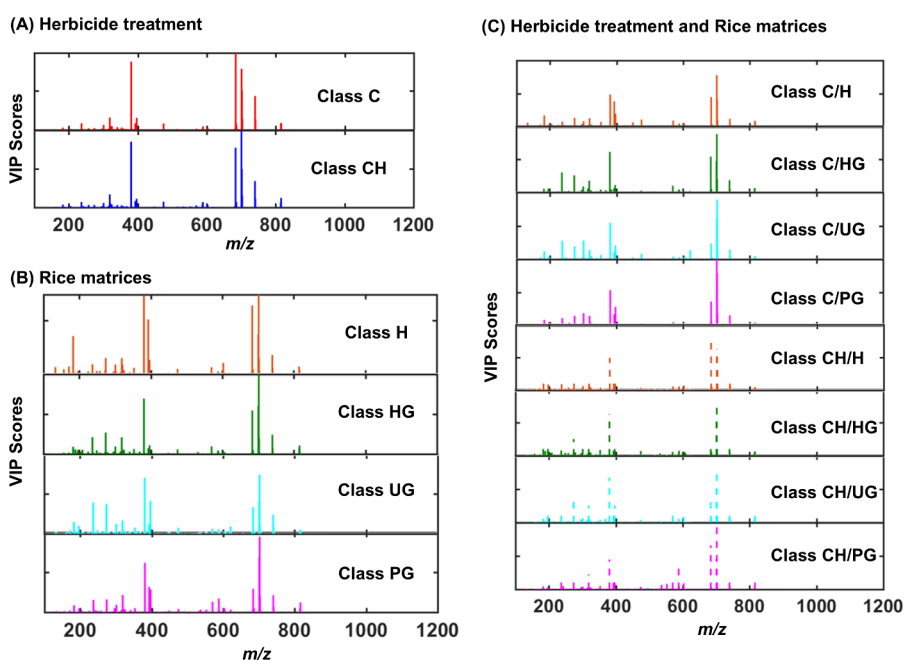 (A) Herbicide treatment
Class C
Class CH
VIP Scores
200 400 600 800 1000 1200
m/z
(B) Rice matrices
Class H
Class HG
Class UG
Class PG
VIP Scores
200 400 600 800 1000 1200
m/z
(C) Herbicide treatment and Rice matrices
Class C/H
Class C/HG
Class C/UG
Class C/PG
Class CH/H
Class CH/HG
Class CH/UG
Class CH/PG
VIP Scores
200 400 600 800 1000 1200
m/z